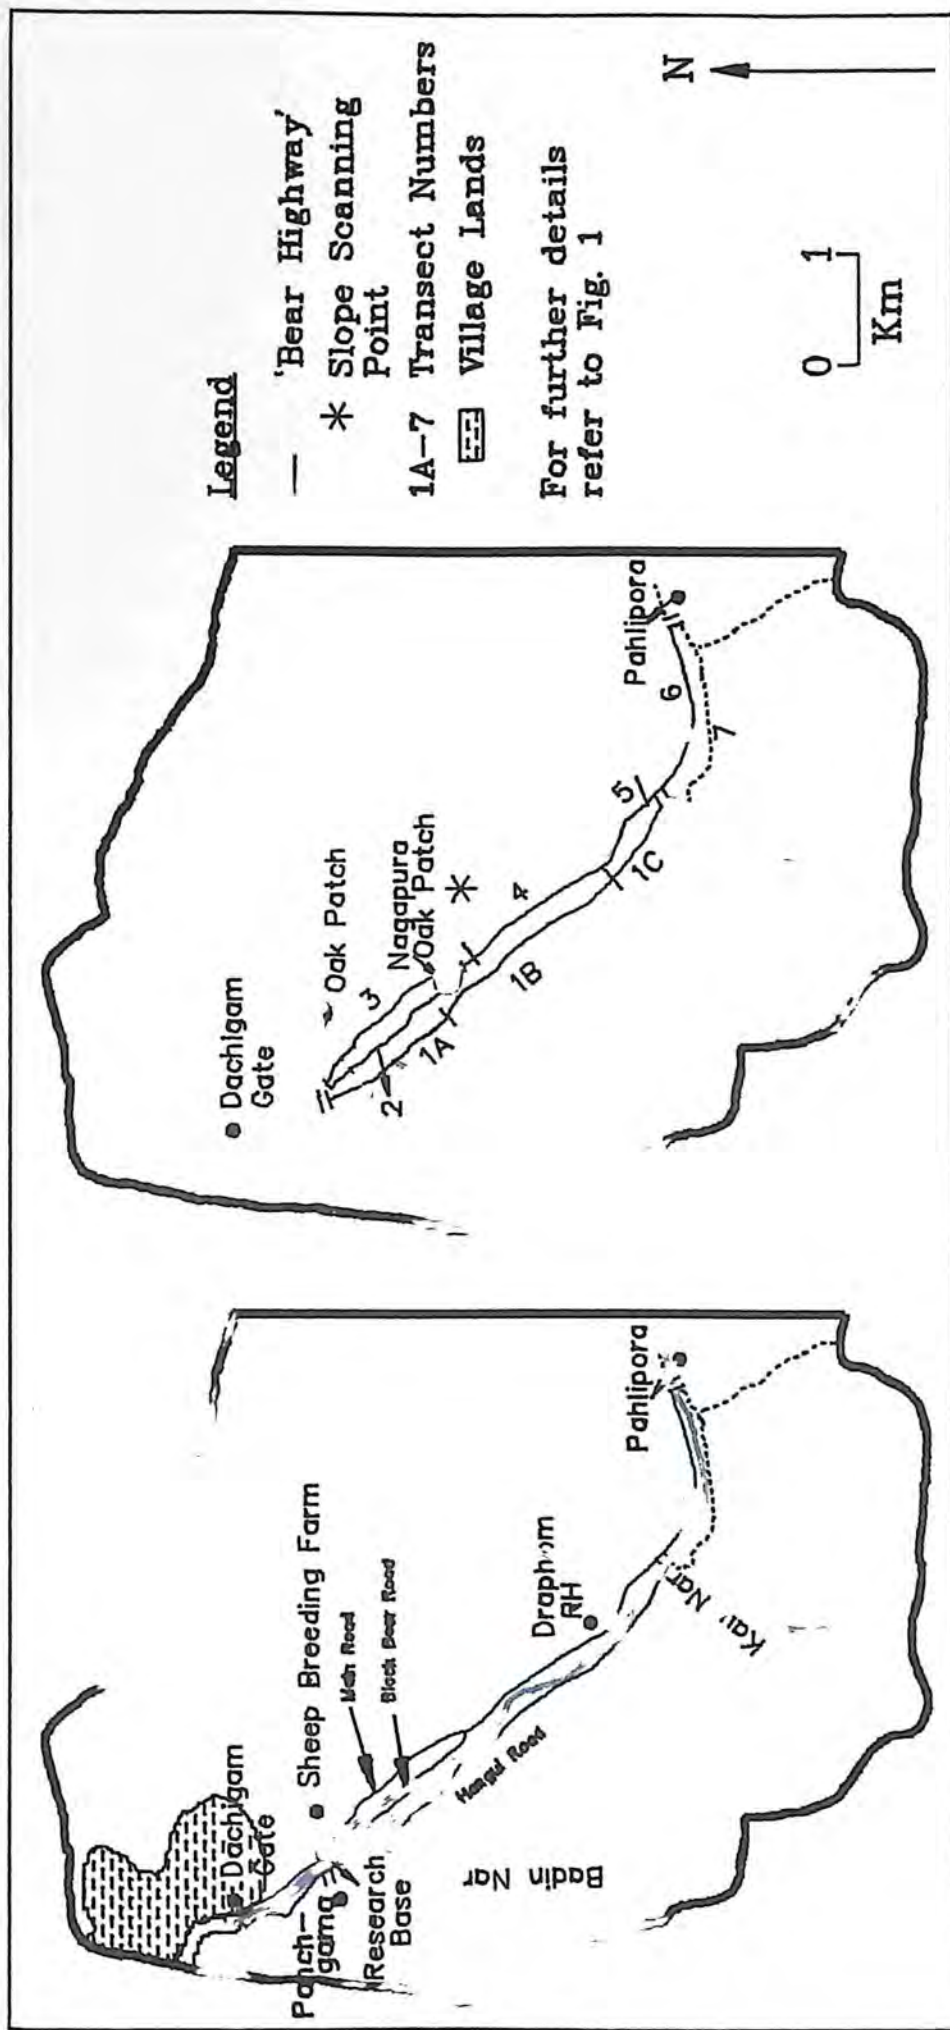 Legend
— 'Bear Highway'
* Slope Scanning
Point
1A-7 Transect Numbers
Village Lands
For further details
refer to Fig. 1
N
0 1
Km
Dachigam
Gate
Oak Patch
Nagapura
Oak Patch
3
2
1A
1B
4
1C
5
6
7
Pahlipora
Dachigam
Gate
Panch-
gama
Research
Base
Sheep Breeding Farm
Main Road
Black Bear Road
Hangul Road
Badin Nar
RH
Nar
Pahlipora